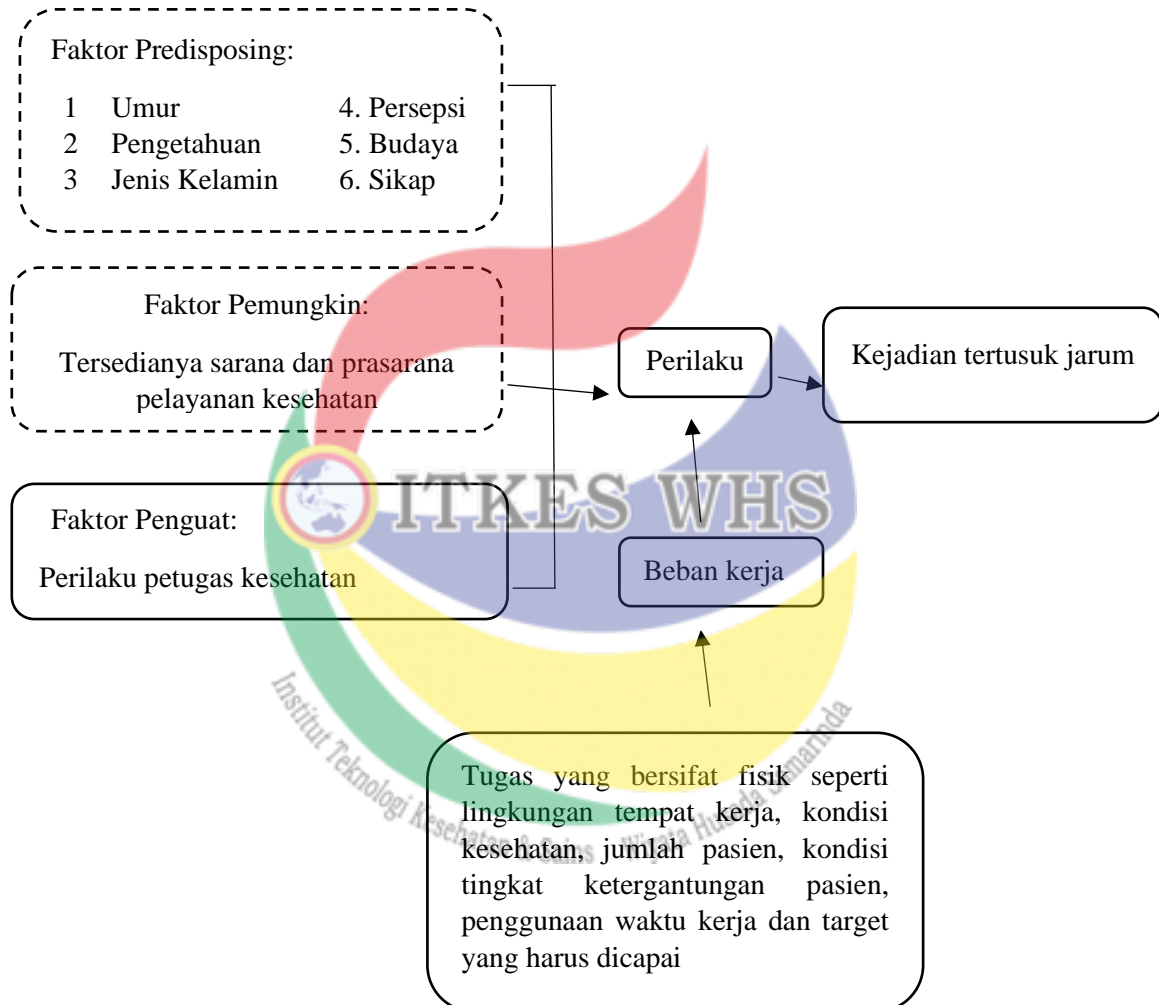 Faktor Predisposing:
1 Umur 4. Persepsi
2 Pengetahuan 5. Budaya
3 Jenis Kelamin 6. Sikap
Faktor Pemungkin:
Tersedianya sarana dan prasarana
pelayanan kesehatan
Perilaku
Kejadian tertusuk jarum
ITKES WHS
Faktor Penguat:
Perilaku petugas kesehatan
Beban kerja
Institut Teknologi Kesehatan & Sains Wiyata Husada Samarinda
Tugas yang bersifat fisik seperti
lingkungan tempat kerja, kondisi
kesehatan, jumlah pasien, kondisi
tingkat ketergantungan pasien,
penggunaan waktu kerja dan target
yang harus dicapai